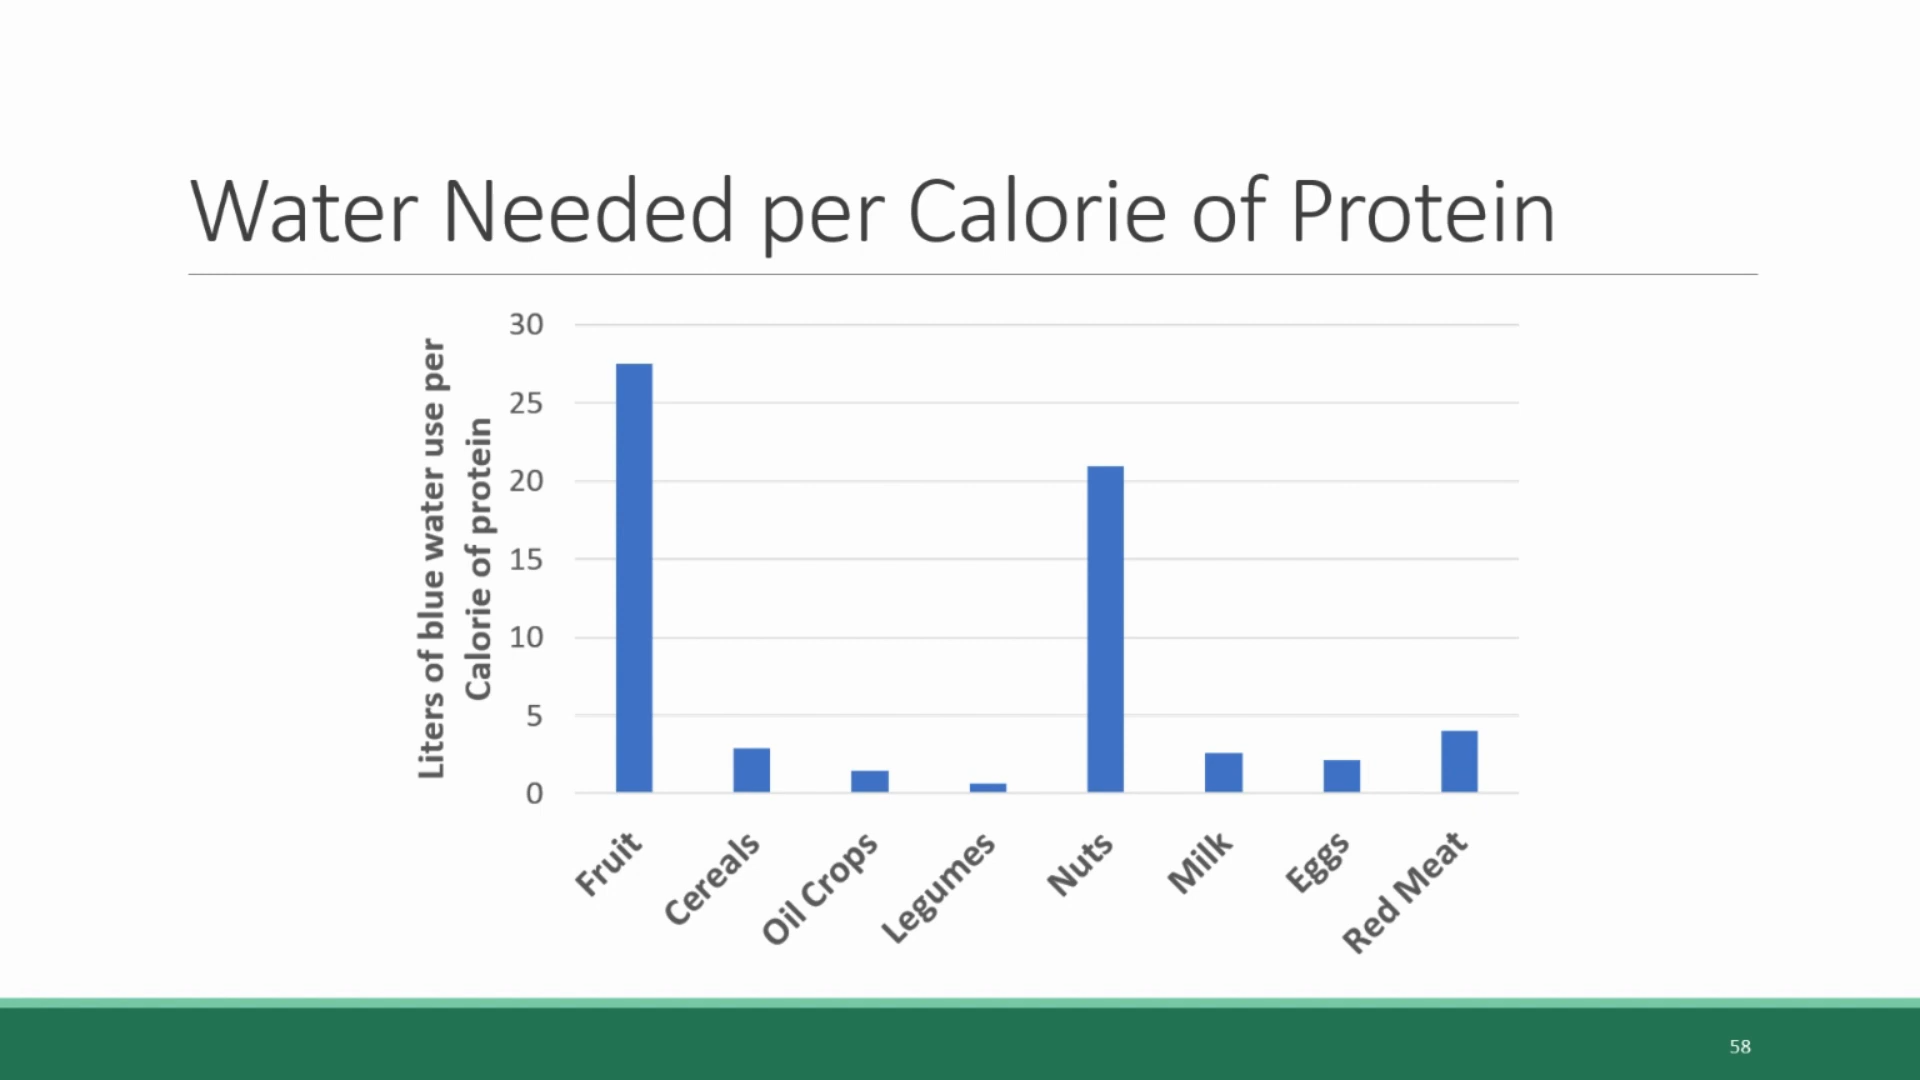 Water Needed per Calorie of Protein
Liters of blue water use per
Calorie of protein
30
25
20
15
10
5
0
Fruit
Cereals
Oil Crops
Legumes
Nuts
Milk
Eggs
Red Meat
58